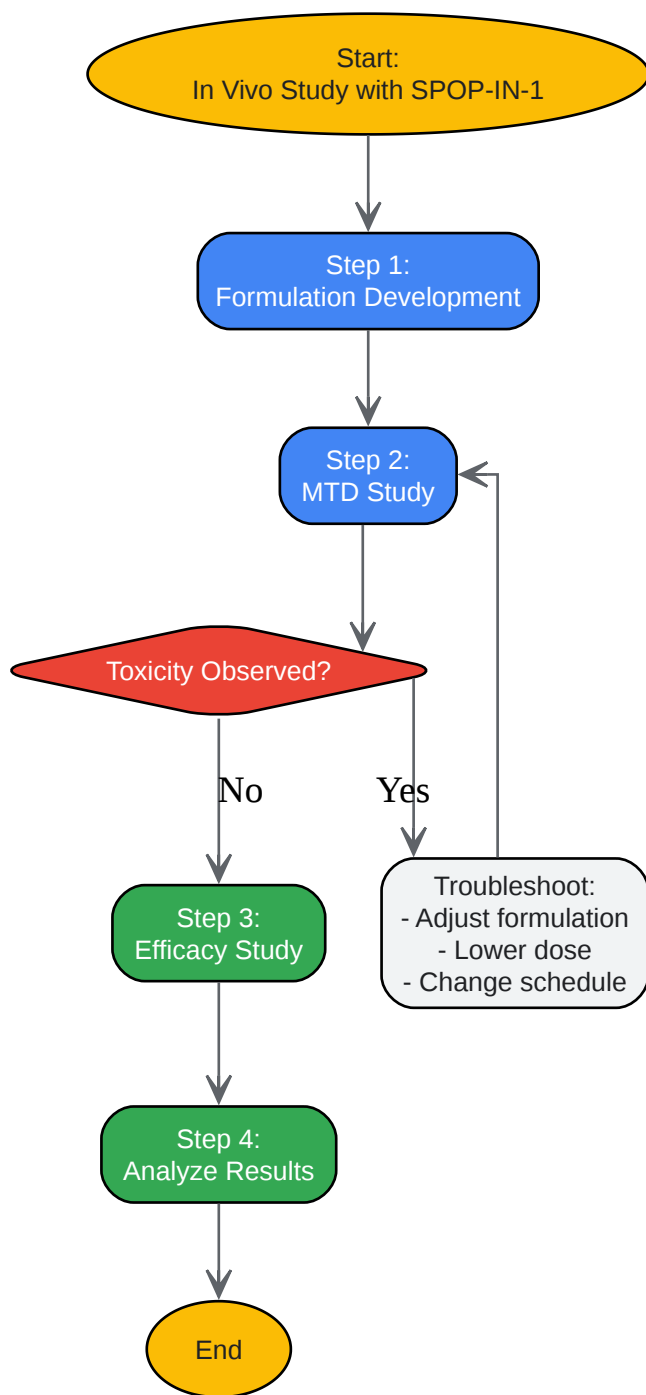 Start:
In Vivo Study with SPOP-IN-1
Step 1:
Formulation Development
Step 2:
MTD Study
Toxicity Observed?
No
Yes
Troubleshoot:
- Adjust formulation
- Lower dose
- Change schedule
Step 3:
Efficacy Study
Step 4:
Analyze Results
End